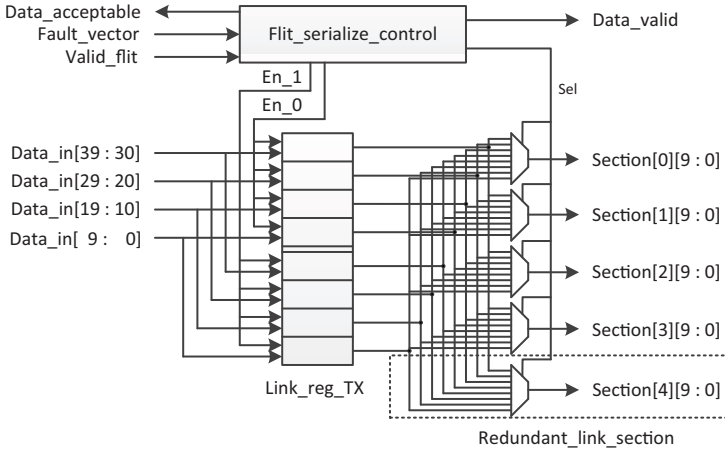 Data_acceptable
Fault_vector
Valid_flit
Flit_serialize_control
Data_valid
En_1
En_0
Sel
Data_in[39 : 30]
Data_in[29 : 20]
Data_in[19 : 10]
Data_in[ 9 : 0]
Section[0][9 : 0]
Section[1][9 : 0]
Section[2][9 : 0]
Section[3][9 : 0]
Section[4][9 : 0]
Link_reg_TX
Redundant_link_section